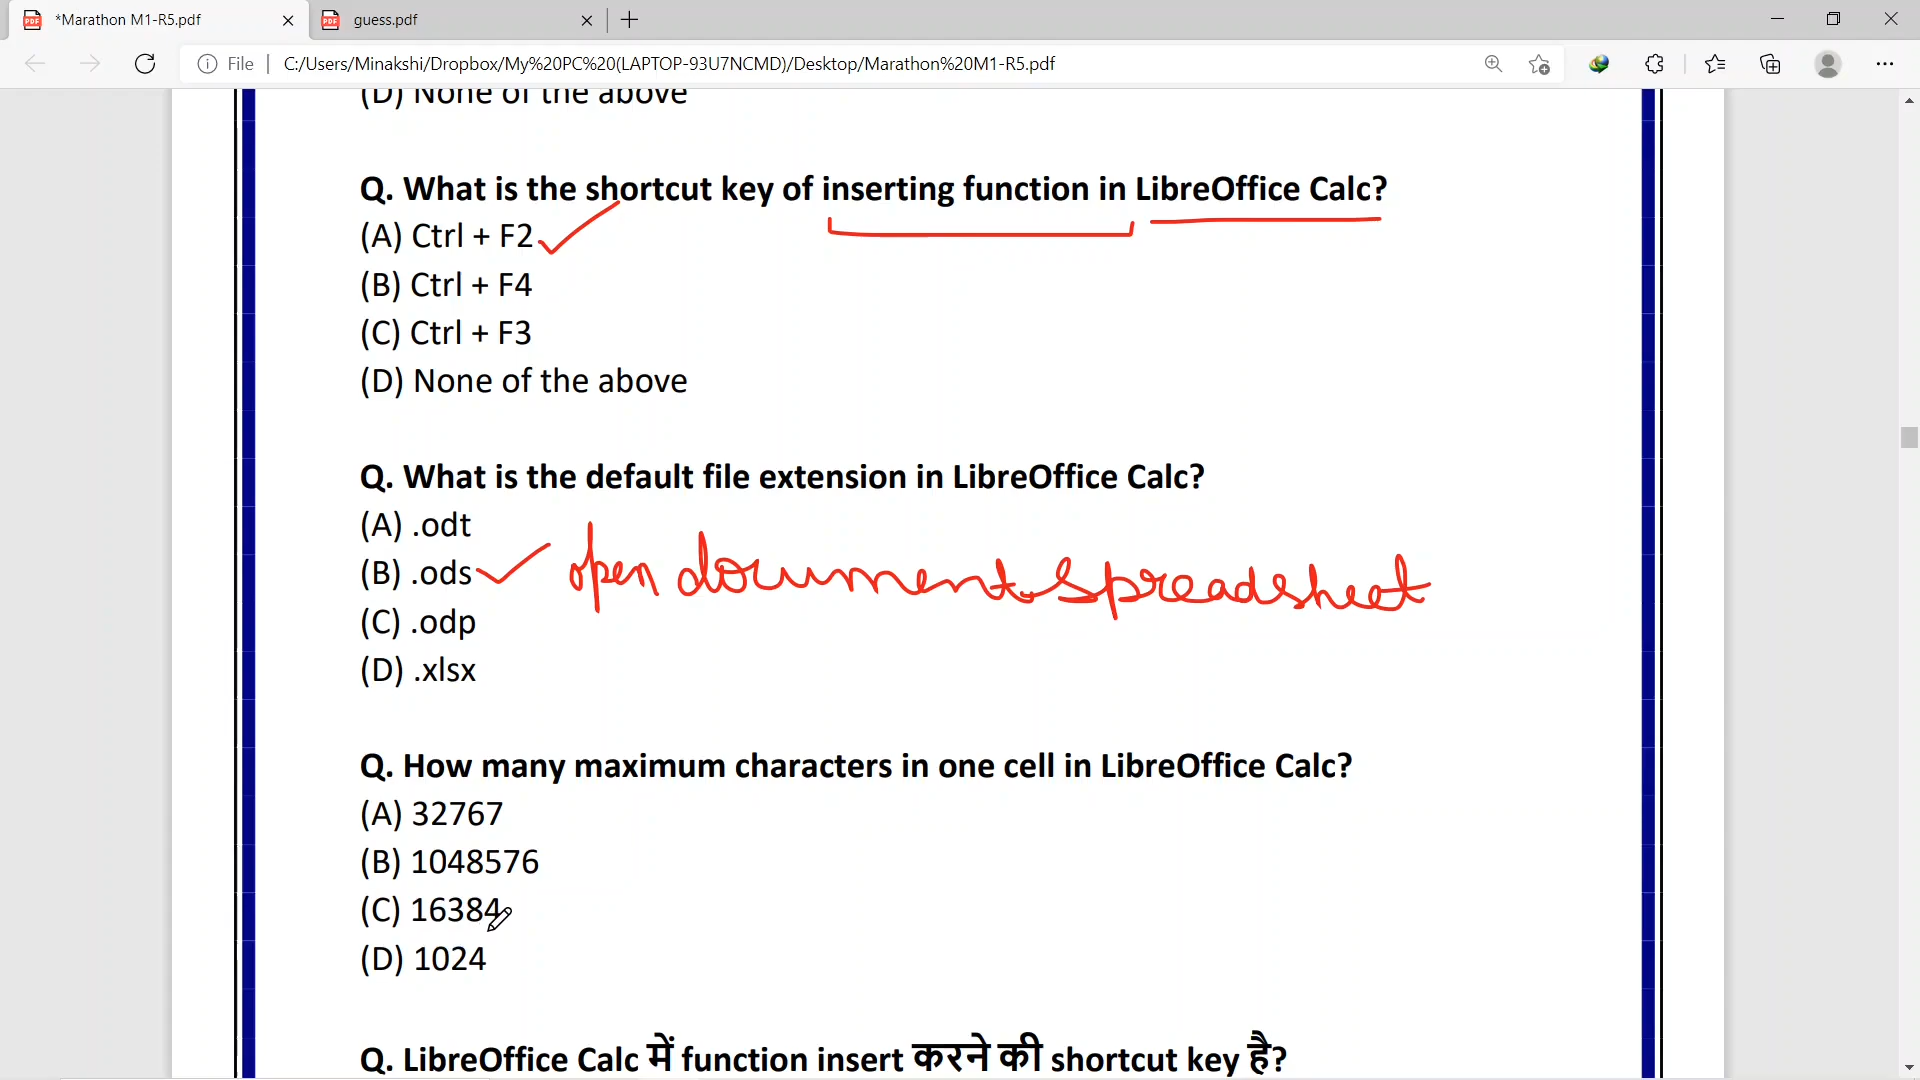 *Marathon M1-R5.pdf
guess.pdf
File
C:/Users/Minakshi/Dropbox/My%20PC%20(LAPTOP-93U7NCMD)/Desktop/Marathon%20M1-R5.pdf
(D) None of the above
Q. What is the shortcut key of inserting function in LibreOffice Calc?
(A) Ctrl + F2
(B) Ctrl + F4
(C) Ctrl + F3
(D) None of the above
Q. What is the default file extension in LibreOffice Calc?
(A) .odt
(B) .ods open document spreadsheet
(C) .odp
(D) .xlsx
Q. How many maximum characters in one cell in LibreOffice Calc?
(A) 32767
(B) 1048576
(C) 16384
(D) 1024
Q. LibreOffice Calc में function insert करने की shortcut key है?